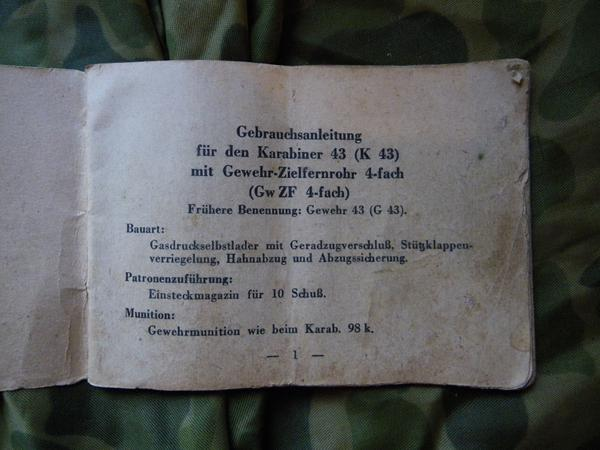 Gebrauchsanleitung
für den Karabiner 43 (K 43)
mit Gewehr-Zielfernrohr 4-fach
(Gw ZF 4-fach)
Frühere Benennung: Gewehr 43 (G 43).
Bauart:
Gasdruckselbstlader mit Geradzugverschluß, Stützklappen-
verriegelung, Hahnabzug und Abzugssicherung.
Patronenzuführung:
Einsteckmagazin für 10 Schuß.
Munition:
Gewehrmunition wie beim Karab. 98 k.
— 1 —